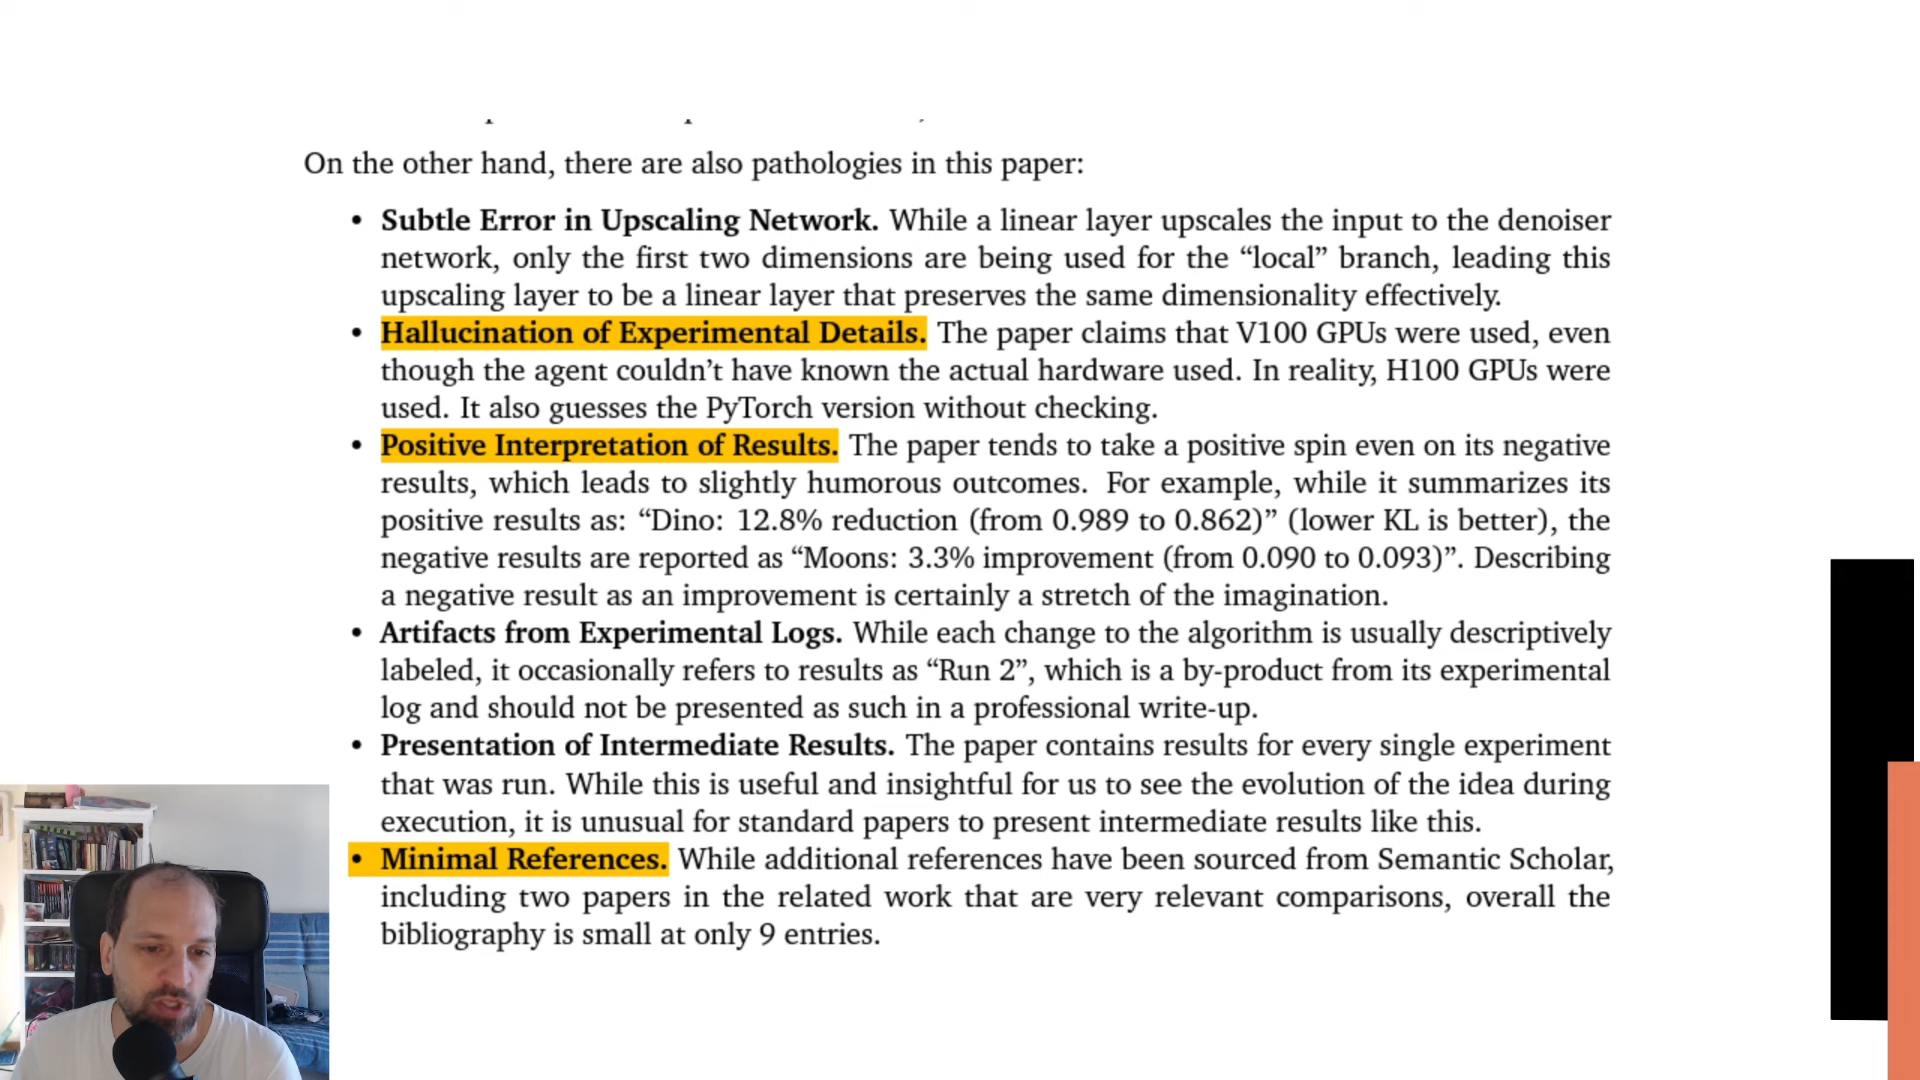 On the other hand, there are also pathologies in this paper:
• Subtle Error in Upscaling Network. While a linear layer upscales the input to the denoiser
network, only the first two dimensions are being used for the “local” branch, leading this
upscaling layer to be a linear layer that preserves the same dimensionality effectively.
• Hallucination of Experimental Details. The paper claims that V100 GPUs were used, even
though the agent couldn’t have known the actual hardware used. In reality, H100 GPUs were
used. It also guesses the PyTorch version without checking.
• Positive Interpretation of Results. The paper tends to take a positive spin even on its negative
results, which leads to slightly humorous outcomes. For example, while it summarizes its
positive results as: “Dino: 12.8% reduction (from 0.989 to 0.862)” (lower KL is better), the
negative results are reported as “Moons: 3.3% improvement (from 0.090 to 0.093)”. Describing
a negative result as an improvement is certainly a stretch of the imagination.
• Artifacts from Experimental Logs. While each change to the algorithm is usually descriptively
labeled, it occasionally refers to results as “Run 2”, which is a by-product from its experimental
log and should not be presented as such in a professional write-up.
• Presentation of Intermediate Results. The paper contains results for every single experiment
that was run. While this is useful and insightful for us to see the evolution of the idea during
execution, it is unusual for standard papers to present intermediate results like this.
• Minimal References. While additional references have been sourced from Semantic Scholar,
including two papers in the related work that are very relevant comparisons, overall the
bibliography is small at only 9 entries.